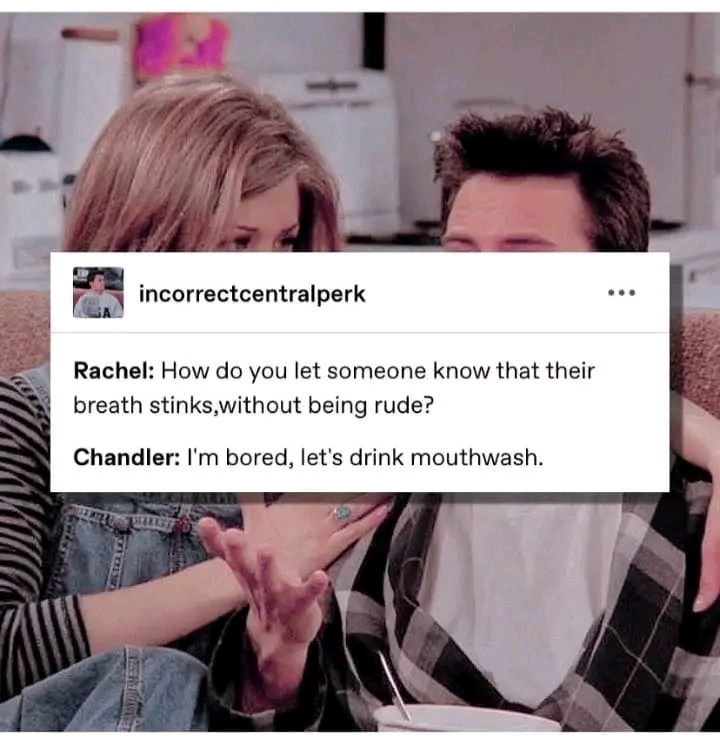 incorrectcentralperk
Rachel: How do you let someone know that their
breath stinks,without being rude?
Chandler: I'm bored, let's drink mouthwash.